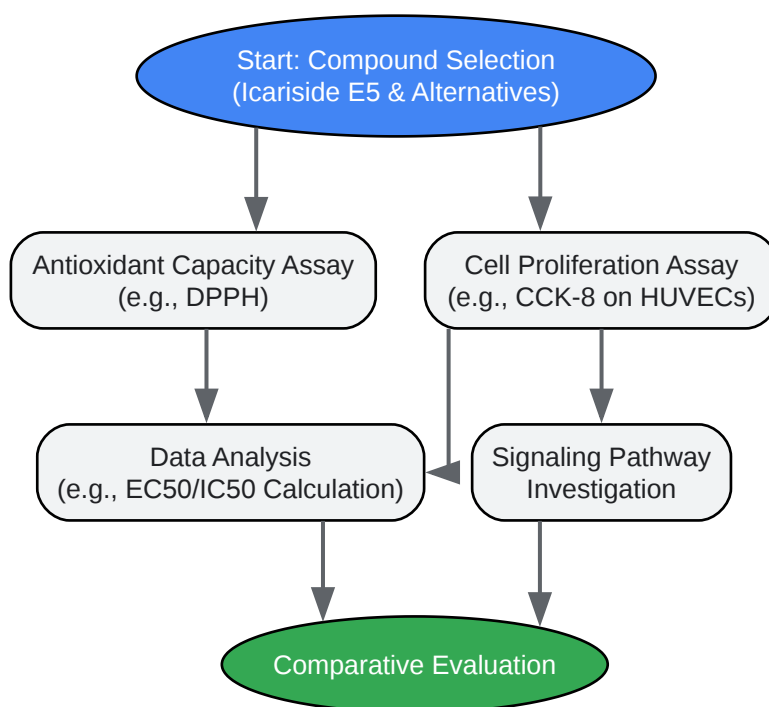 Start: Compound Selection
(Icariside E5 & Alternatives)
Antioxidant Capacity Assay
(e.g., DPPH)
Cell Proliferation Assay
(e.g., CCK-8 on HUVECs)
Data Analysis
(e.g., EC50/IC50 Calculation)
Signaling Pathway
Investigation
Comparative Evaluation